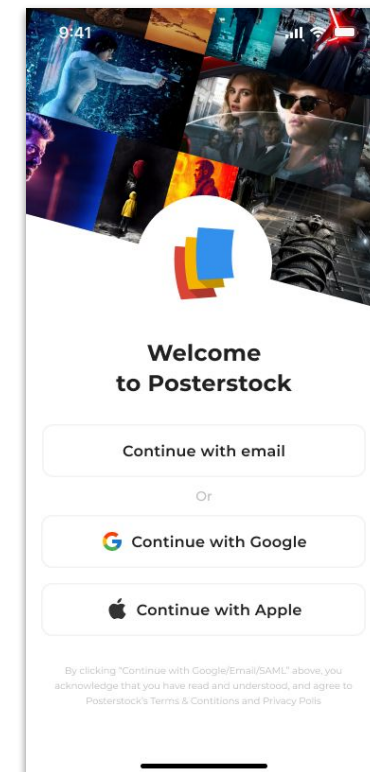 9:41
Welcome
to Posterstock
Continue with email
Or
Continue with Google
Continue with Apple
By clicking "Continue with Google/Email/SAML" above, you
acknowledge that you have read and understood, and agree to
Posterstock's Terms & Contitions and Privacy Polis